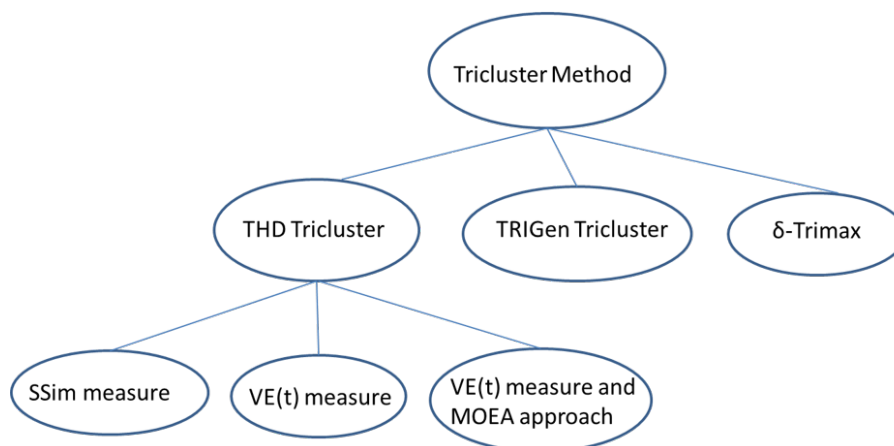 Tricluster Method
THD Tricluster
TRIGen Tricluster
δ-Trimax
SSim measure
VE(t) measure
VE(t) measure and
MOEA approach